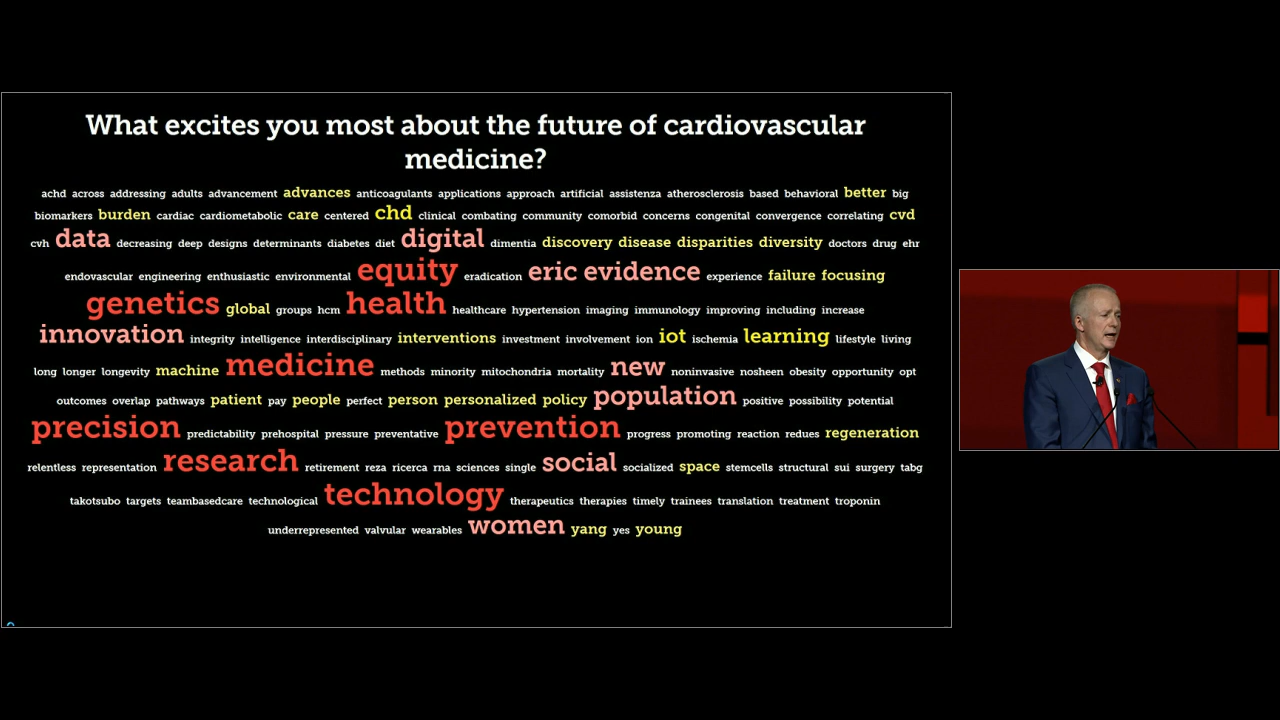 What excites you most about the future of cardiovascular
medicine?
achd across addressing adults advancement advances anticoagulants applications approach artificial assistenza atherosclerosis based behavioral better big
biomarkers burden cardiac cardiometabolic care centered chd clinical combating community comorbid concerns congenital convergence correlating cvd
cvh data decreasing deep designs determinants diabetes diet digital dimentia discovery disease disparities diversity doctors drug ehr
endovascular engineering enthusiastic environmental equity eradication eric evidence experience failure focusing
genetics global groups hcm health healthcare hypertension imaging immunology improving including increase
innovation integrity intelligence interdisciplinary interventions investment involvement ion iot ischemia learning lifestyle living
long longer longevity machine medicine methods minority mitochondria mortality new noninvasive nosheen obesity opportunity opt
outcomes overlap pathways patient pay people perfect person personalized policy population positive possibility potential
precision predictability prehospital pressure preventative prevention progress promoting reaction redues regeneration
relentless representation research retirement reza ricerca rna sciences single social socialized space stemcells structural sui surgery tabg
takotsubo targets teambasedcare technological technology therapeutics therapies timely trainees translation treatment troponin
underrepresented valvular wearables women yang yes young